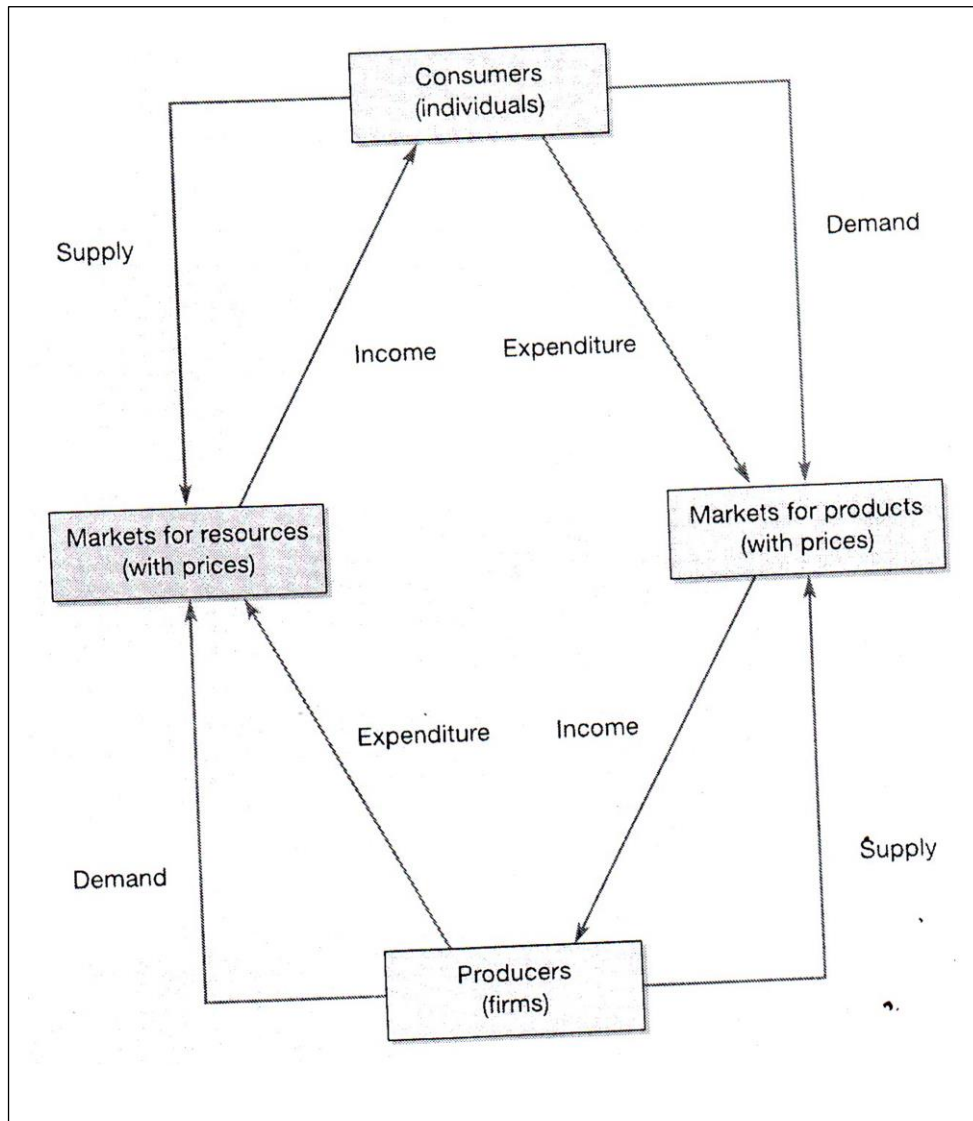 Consumers
(individuals)
Supply
Demand
Income
Expenditure
Markets for resources
(with prices)
Markets for products
(with prices)
Expenditure
Income
Demand
Supply
Producers
(firms)